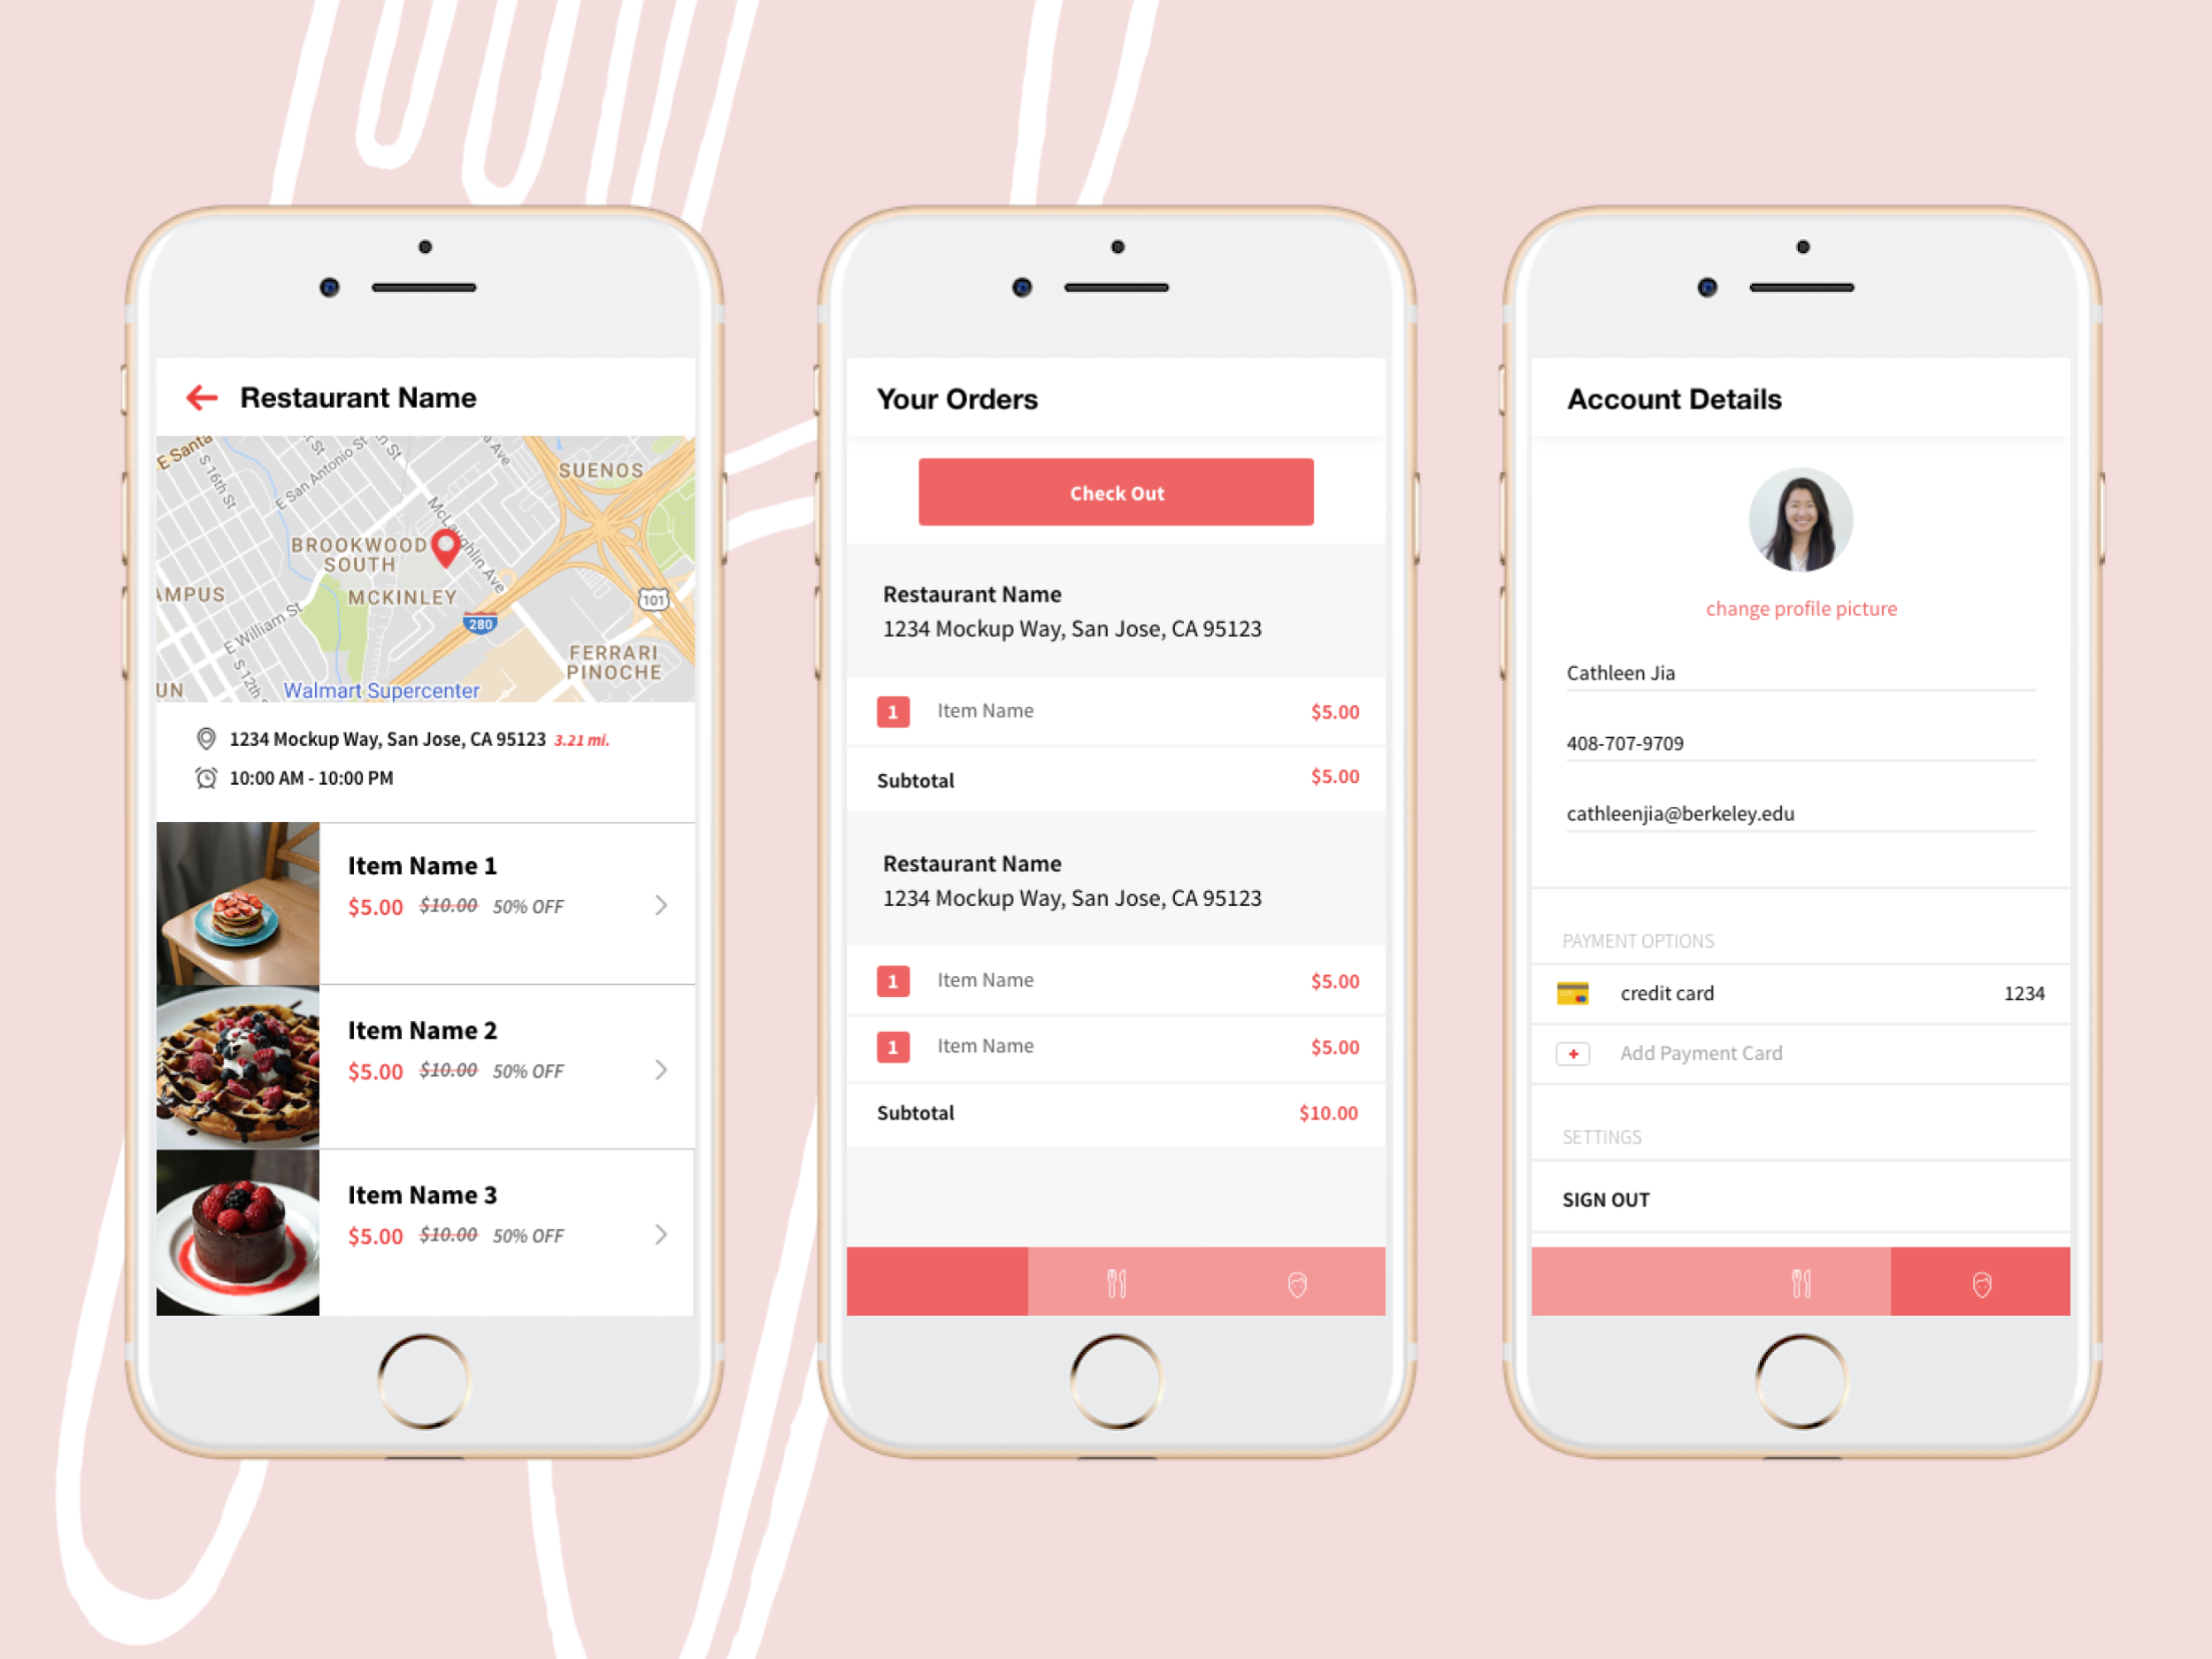 Restaurant Name
E Santa
S 16th St
St
E San Antonio St
n St
a Ave
SUENOS
McLaughlin Ave
BROOKWOOD
SOUTH
AMPUS
MCKINLEY
101
280
E William St
S 12th
FERRARI
PINOCHE
UN
Walmart Supercenter
1234 Mockup Way, San Jose, CA 95123 3.21 mi.
10:00 AM - 10:00 PM
Item Name 1
$5.00 $10.00 50% OFF
Item Name 2
$5.00 $10.00 50% OFF
Item Name 3
$5.00 $10.00 50% OFF
Your Orders
Check Out
Restaurant Name
1234 Mockup Way, San Jose, CA 95123
1 Item Name $5.00
Subtotal $5.00
Restaurant Name
1234 Mockup Way, San Jose, CA 95123
1 Item Name $5.00
1 Item Name $5.00
Subtotal $10.00
Account Details
change profile picture
Cathleen Jia
408-707-9709
cathleenjia@berkeley.edu
PAYMENT OPTIONS
credit card 1234
Add Payment Card
SETTINGS
SIGN OUT